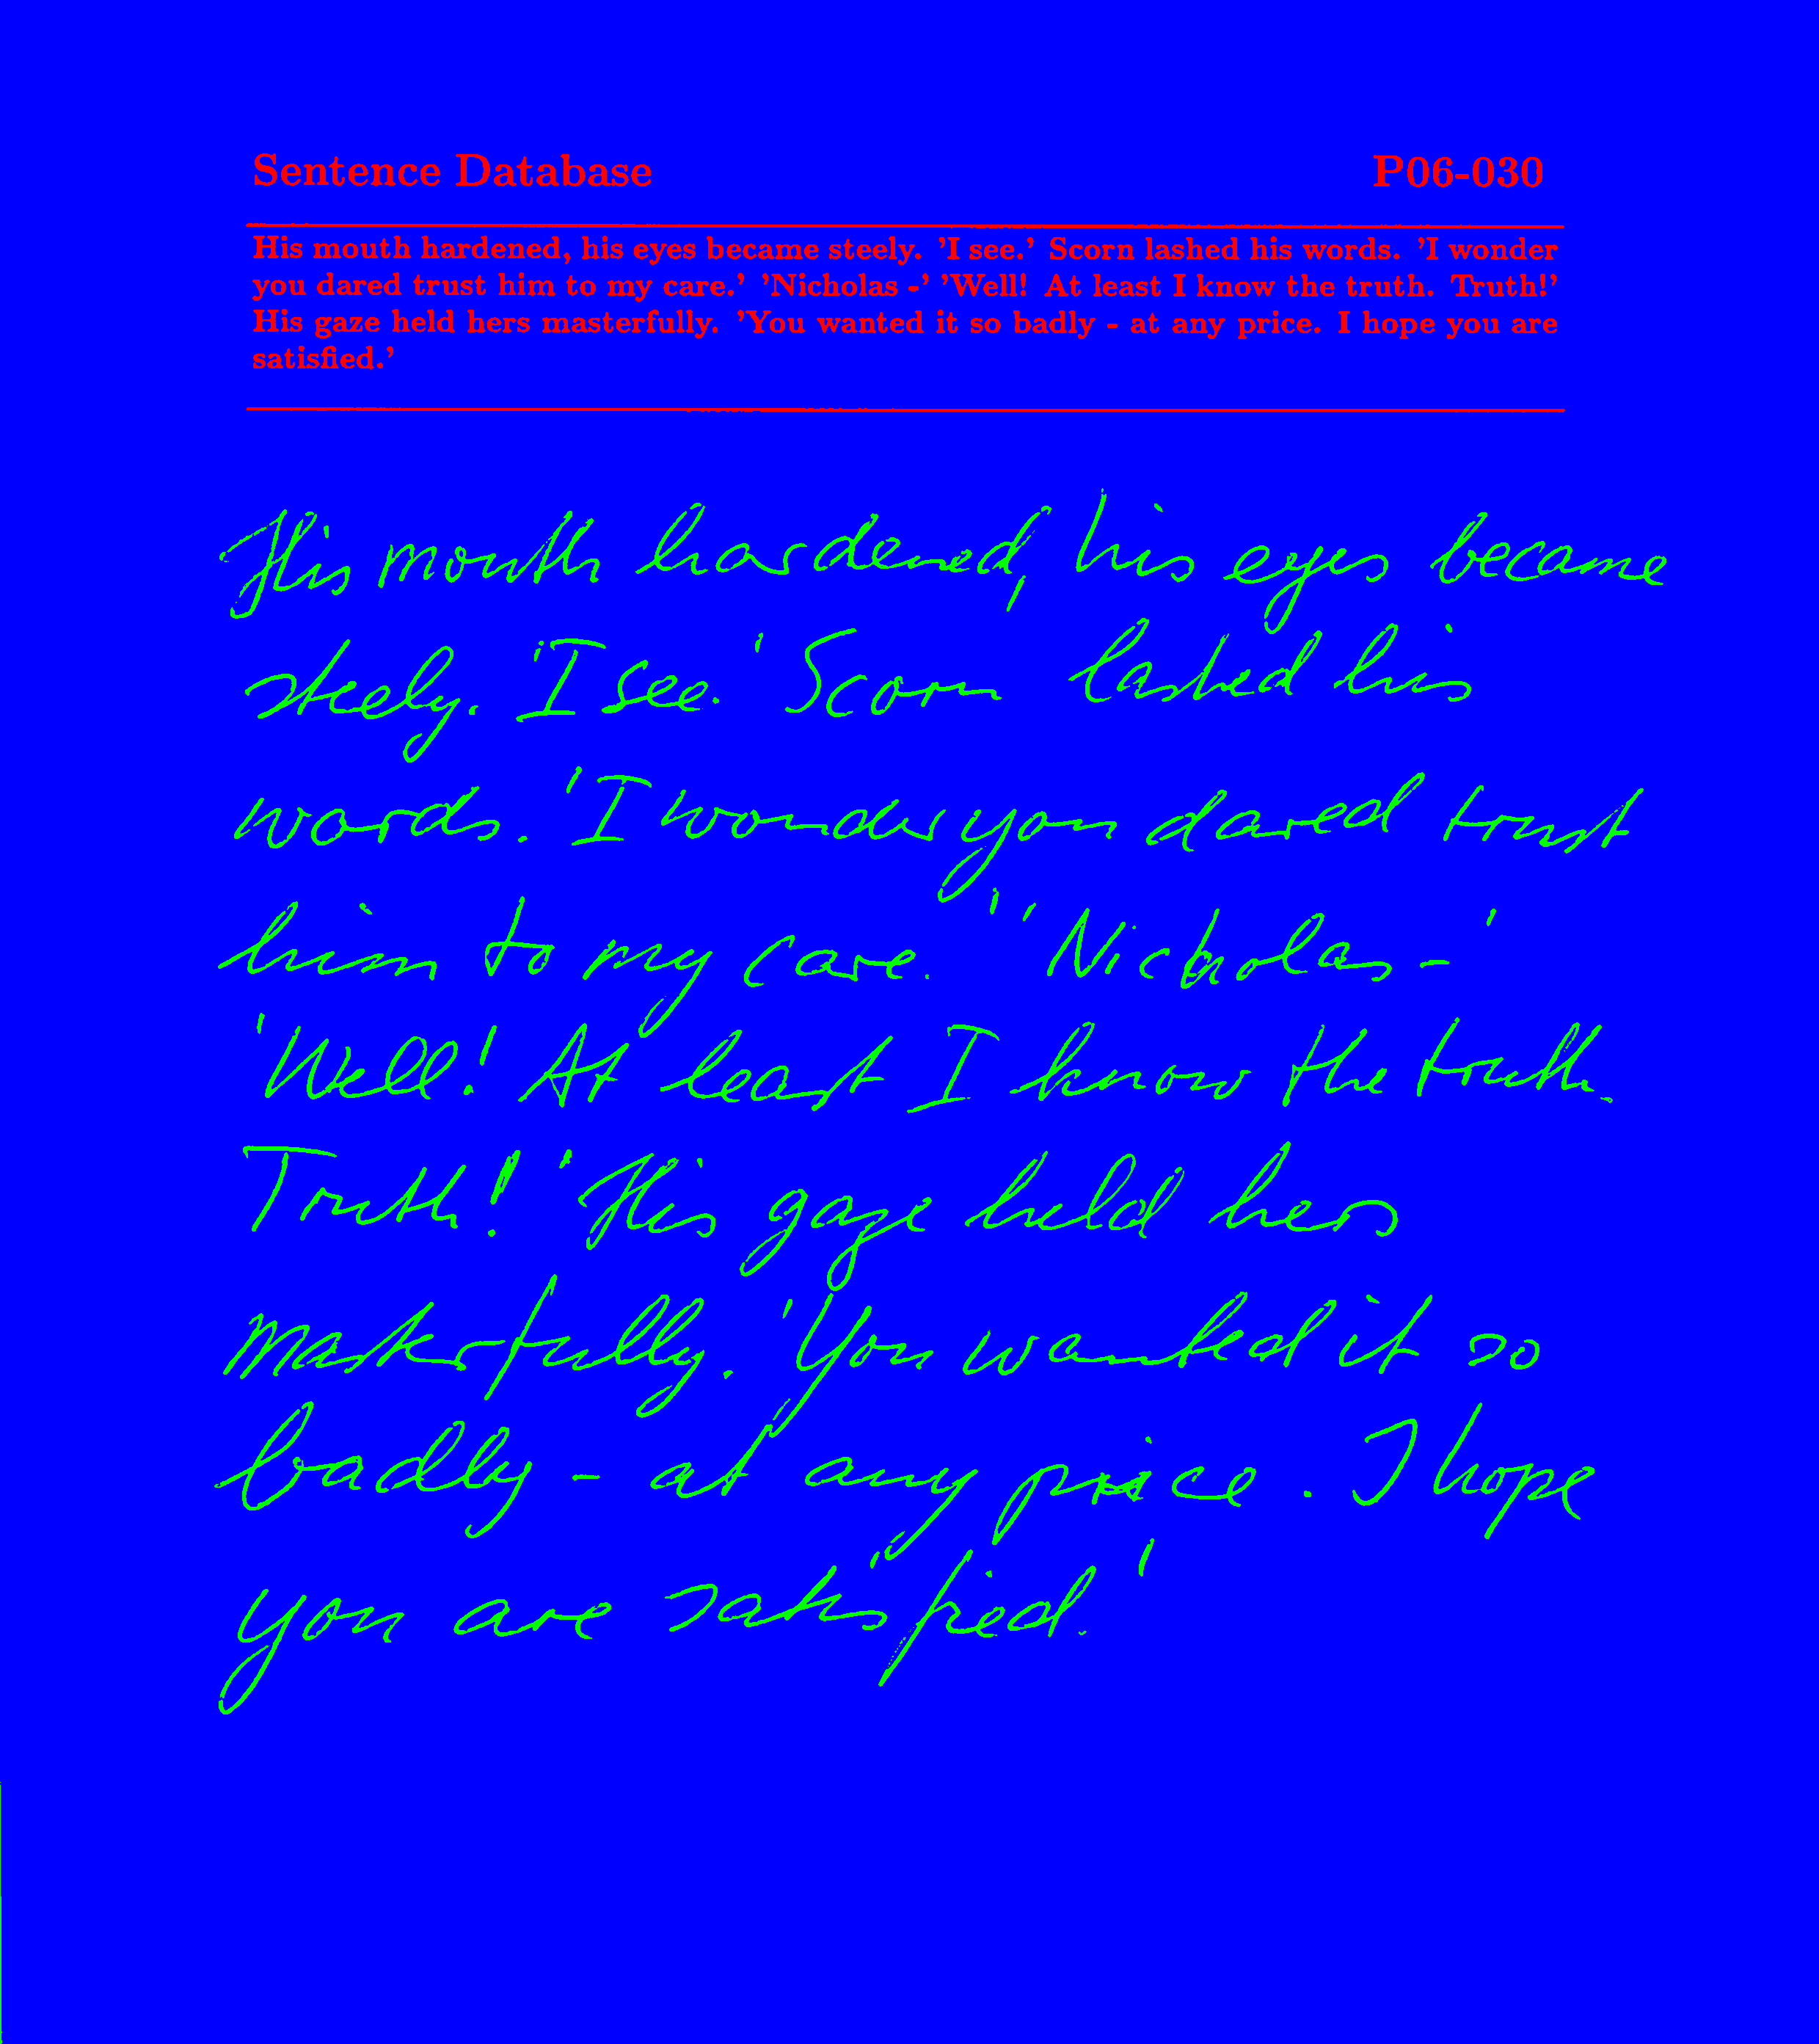 Sentence Database P06-030
His mouth hardened, his eyes became steely. 'I see.' Scorn lashed his words. 'I wonder
you dared trust him to my care.' 'Nicholas -' 'Well! At least I know the truth. Truth!'
His gaze held hers masterfully. 'You wanted it so badly - at any price. I hope you are
satisfied.'
His mouth hardened, his eyes became
steely. 'I see.' Scorn lashed his
words. 'I wonder you dared trust
him to my care.' 'Nicholas -'
'Well! At least I know the truth.
Truth!' His gaze held hers
masterfully. 'You wanted it so
badly - at any price. I hope
you are satisfied.'